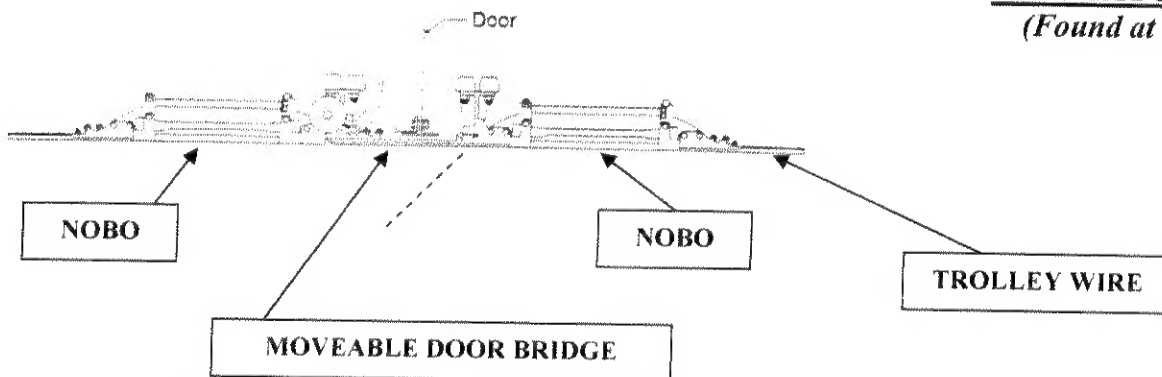 Door
(Found at
NOBO
NOBO
TROLLEY WIRE
MOVEABLE DOOR BRIDGE